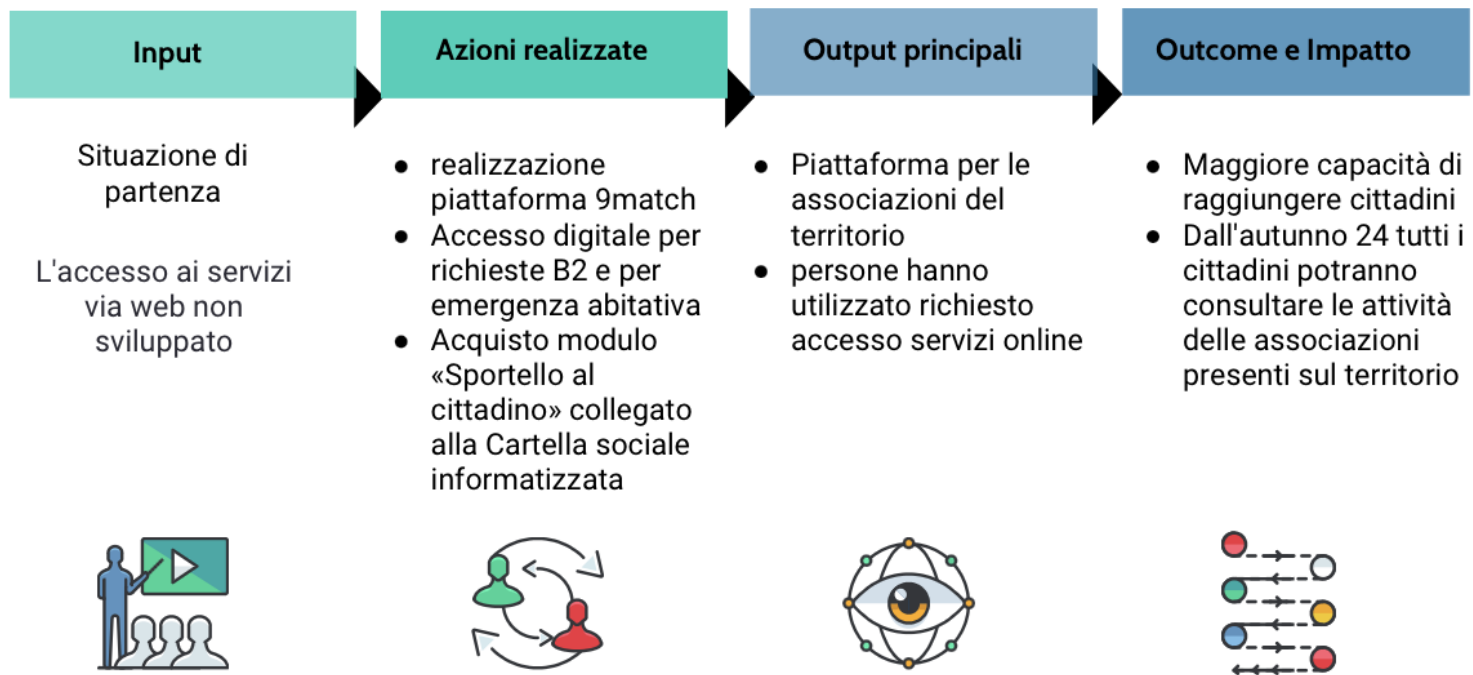 Input
Situazione di
partenza
L'accesso ai servizi
via web non
sviluppato
Azioni realizzate
● realizzazione
piattaforma 9match
● Accesso digitale per
richieste B2 e per
emergenza abitativa
● Acquisto modulo
«Sportello al
cittadino» collegato
alla Cartella sociale
informatizzata
Output principali
● Piattaforma per le
associazioni del
territorio
● persone hanno
utilizzato richiesto
accesso servizi online
Outcome e Impatto
● Maggiore capacità di
raggiungere cittadini
● Dall'autunno 24 tutti i
cittadini potranno
consultare le attività
delle associazioni
presenti sul territorio